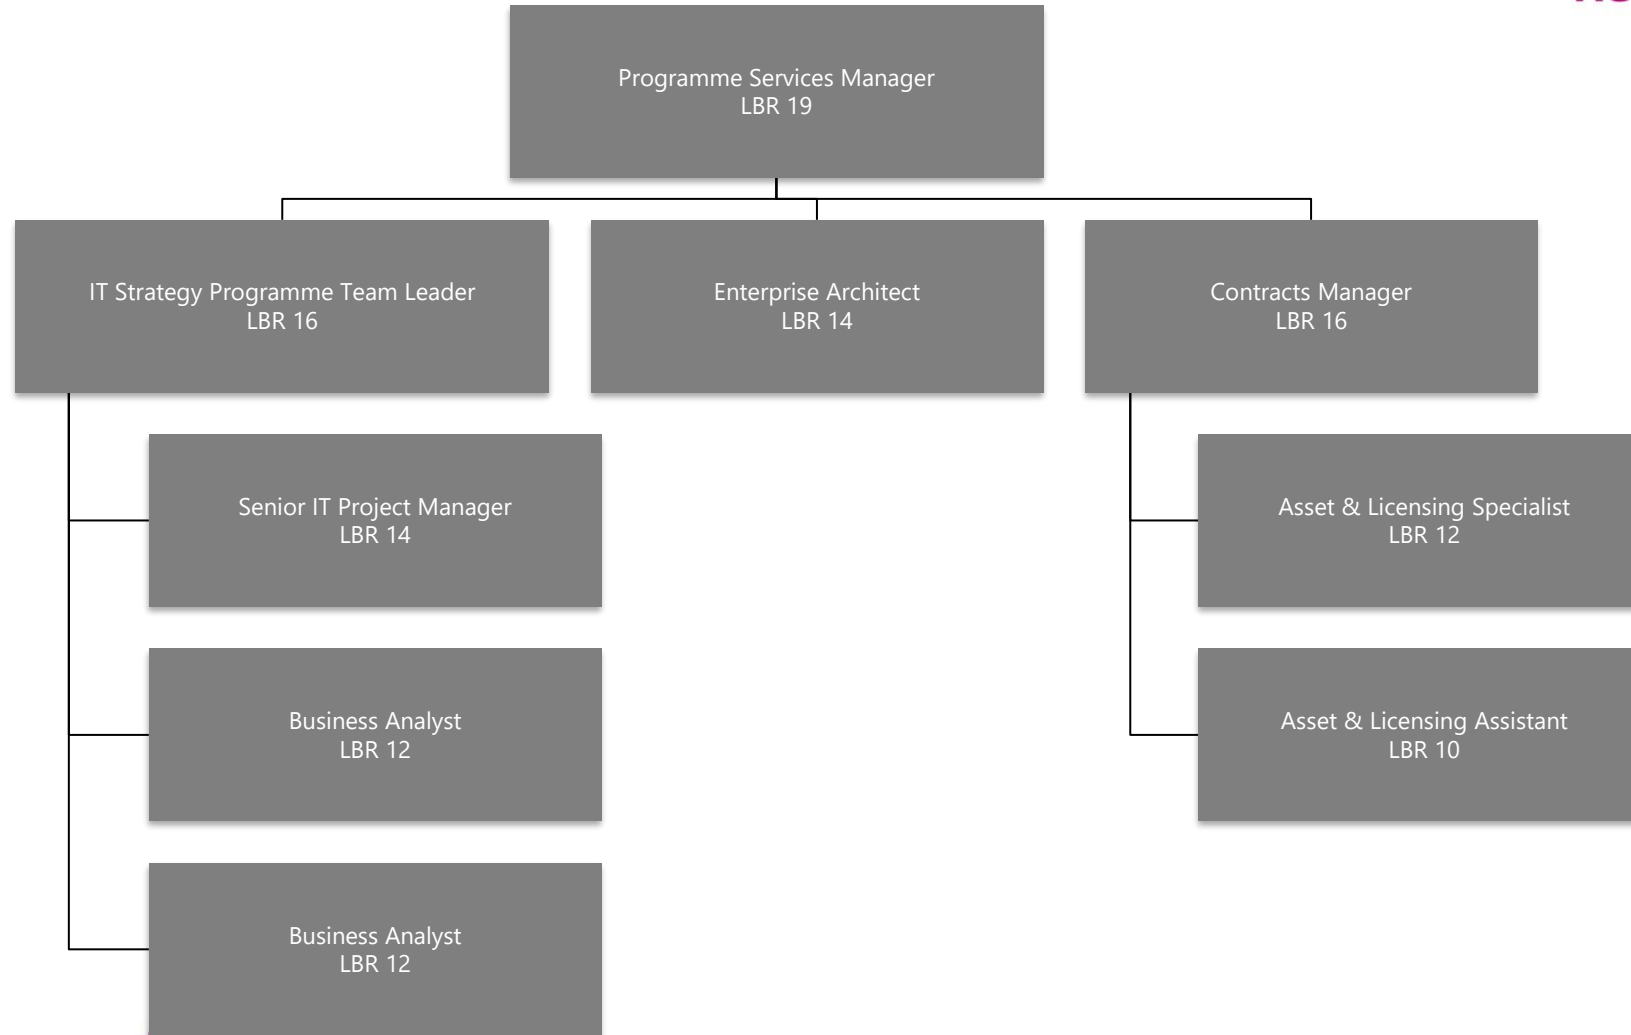 Programme Services Manager
LBR 19
IT Strategy Programme Team Leader
LBR 16
Enterprise Architect
LBR 14
Contracts Manager
LBR 16
Senior IT Project Manager
LBR 14
Asset & Licensing Specialist
LBR 12
Business Analyst
LBR 12
Asset & Licensing Assistant
LBR 10
Business Analyst
LBR 12